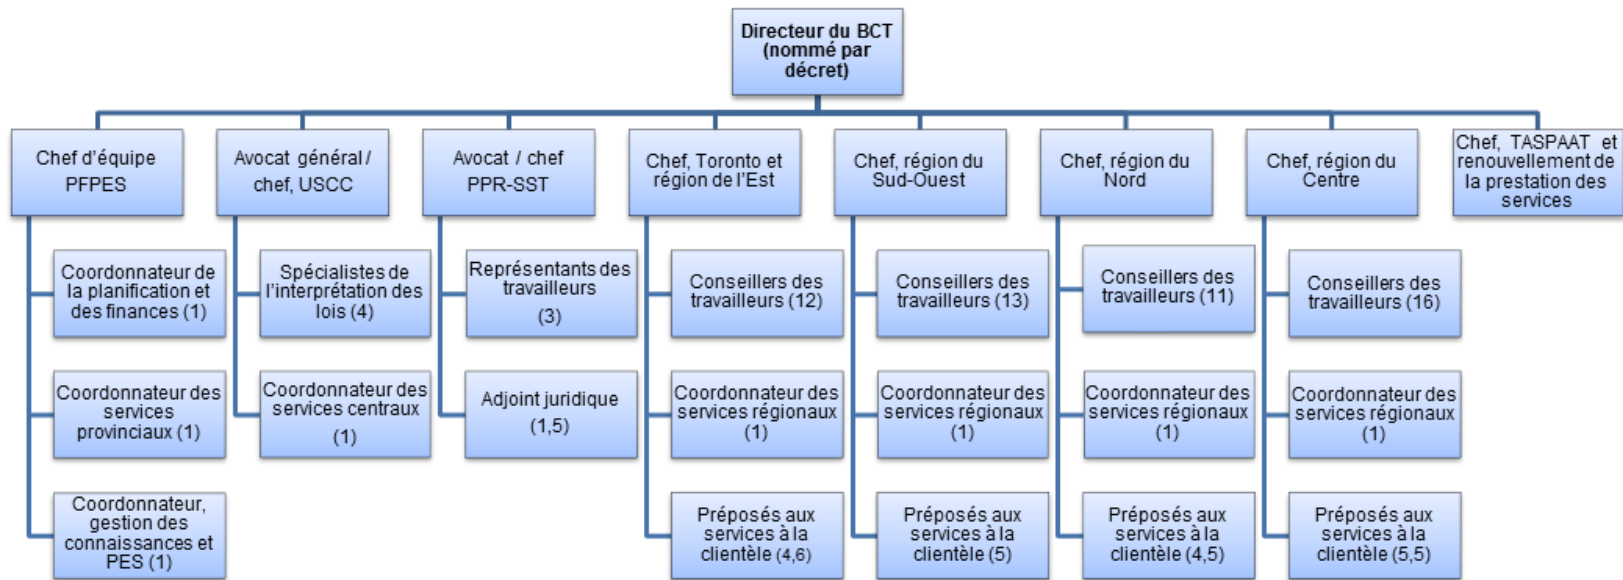 Directeur du BCT
(nommé par
décret)
Chef d'équipe
PFPES
Avocat général /
chef, USCC
Avocat / chef
PPR-SST
Chef, Toronto et
région de l'Est
Chef, région du
Sud-Ouest
Chef, région du
Nord
Chef, région du
Centre
Chef, TASPAAT et
renouvellement de
la prestation des
services
Coordonnateur de
la planification et
des finances (1)
Spécialistes de
l'interprétation des
lois (4)
Représentants des
travailleurs
(3)
Conseillers des
travailleurs (12)
Conseillers des
travailleurs (13)
Conseillers des
travailleurs (11)
Conseillers des
travailleurs (16)
Coordonnateur des
services
provinciaux (1)
Coordonnateur des
services centraux
(1)
Adjoint juridique
(1,5)
Coordonnateur des
services régionaux
(1)
Coordonnateur des
services régionaux
(1)
Coordonnateur des
services régionaux
(1)
Coordonnateur des
services régionaux
(1)
Coordonnateur,
gestion des
connaissances et
PES (1)
Préposés aux
services à la
clientèle (4,6)
Préposés aux
services à la
clientèle (5)
Préposés aux
services à la
clientèle (4,5)
Préposés aux
services à la
clientèle (5,5)